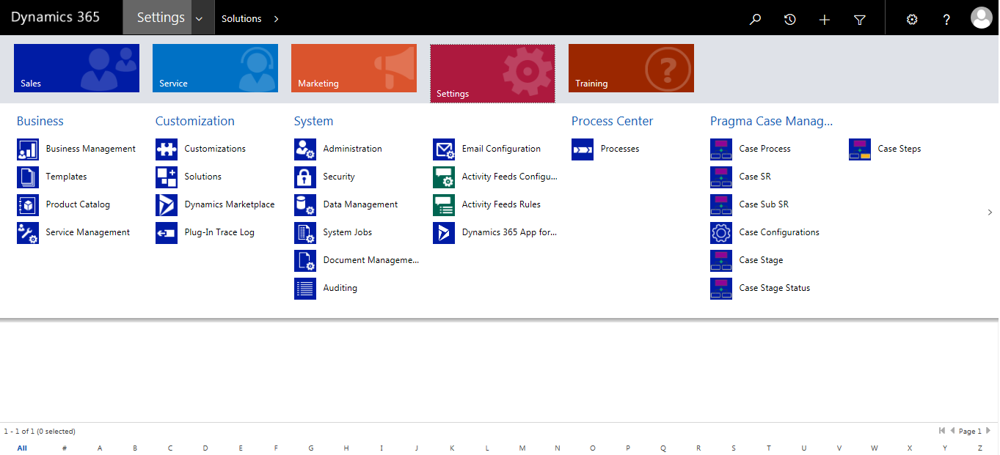 Dynamics 365 Settings Solutions
Sales Service Marketing Settings Training
Business
Business Management
Templates
Product Catalog
Service Management
Customization
Customizations
Solutions
Dynamics Marketplace
Plug-In Trace Log
System
Administration
Security
Data Management
System Jobs
Document Manageme...
Auditing
Email Configuration
Activity Feeds Configu...
Activity Feeds Rules
Dynamics 365 App for...
Process Center
Processes
Pragma Case Manag...
Case Process
Case SR
Case Sub SR
Case Configurations
Case Stage
Case Stage Status
Case Steps
1 - 1 of 1 (0 selected) Page 1
All # A B C D E F G H I J K L M N O P Q R S T U V W X Y Z